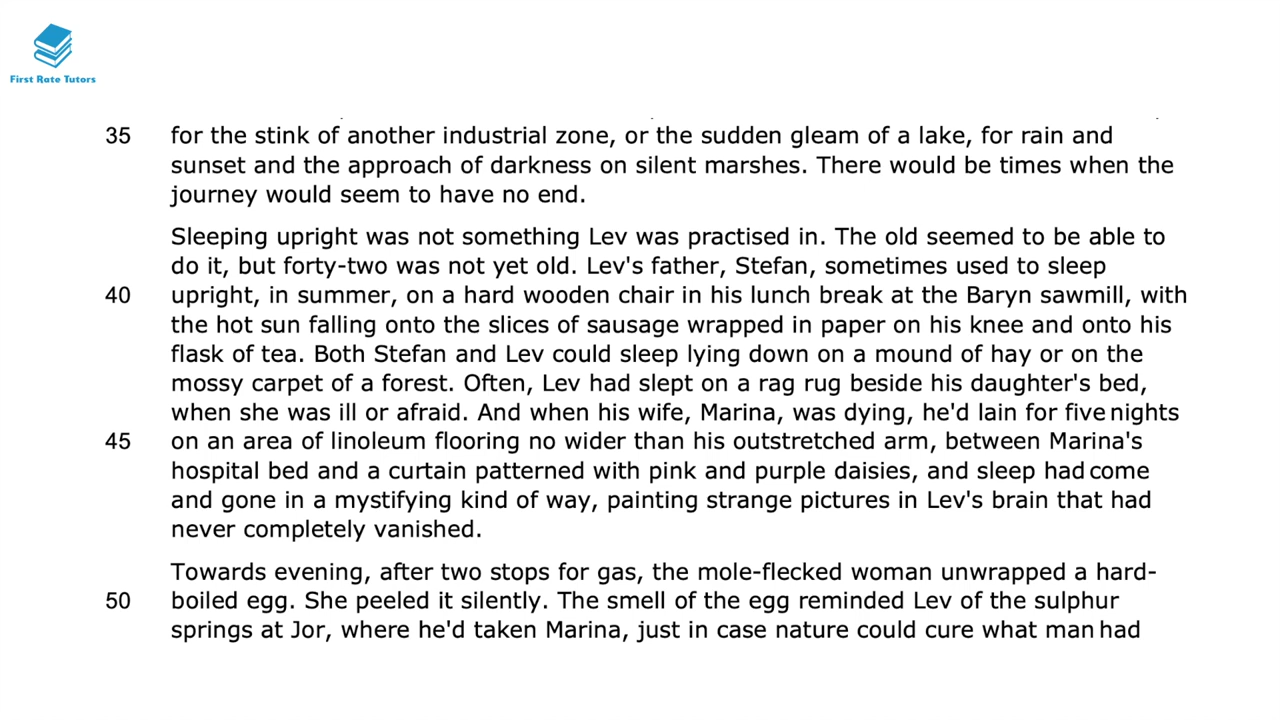 First Rate Tutors
35 for the stink of another industrial zone, or the sudden gleam of a lake, for rain and
sunset and the approach of darkness on silent marshes. There would be times when the
journey would seem to have no end.
Sleeping upright was not something Lev was practised in. The old seemed to be able to
do it, but forty-two was not yet old. Lev's father, Stefan, sometimes used to sleep
40 upright, in summer, on a hard wooden chair in his lunch break at the Baryn sawmill, with
the hot sun falling onto the slices of sausage wrapped in paper on his knee and onto his
flask of tea. Both Stefan and Lev could sleep lying down on a mound of hay or on the
mossy carpet of a forest. Often, Lev had slept on a rag rug beside his daughter's bed,
when she was ill or afraid. And when his wife, Marina, was dying, he'd lain for five nights
45 on an area of linoleum flooring no wider than his outstretched arm, between Marina's
hospital bed and a curtain patterned with pink and purple daisies, and sleep had come
and gone in a mystifying kind of way, painting strange pictures in Lev's brain that had
never completely vanished.
Towards evening, after two stops for gas, the mole-flecked woman unwrapped a hard-
50 boiled egg. She peeled it silently. The smell of the egg reminded Lev of the sulphur
springs at Jor, where he'd taken Marina, just in case nature could cure what man had